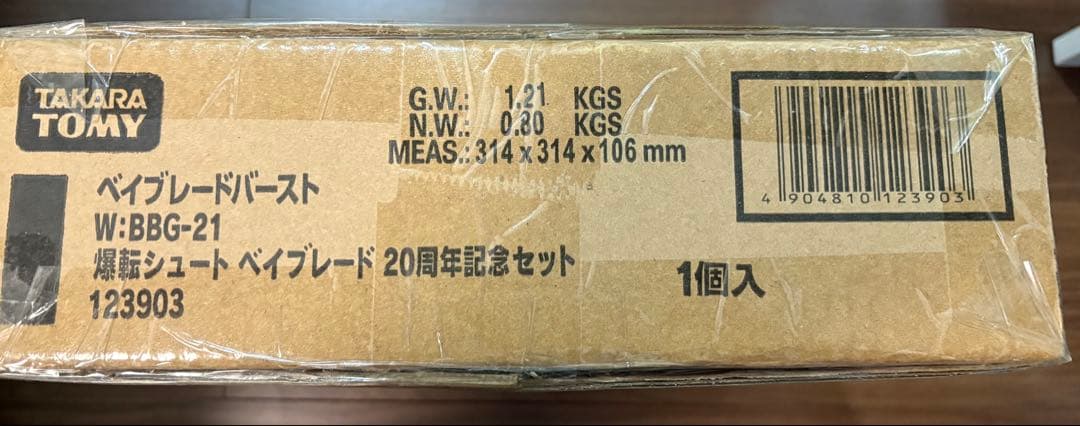 TAKARA
TOMY
G.W.: 1.21 KGS
N.W.: 0.80 KGS
MEAS.: 314 x 314 x 106 mm
4 904810 123903
ベイブレードバースト
W:BBG-21
爆転シュート ベイブレード 20周年記念セット
123903
1個入